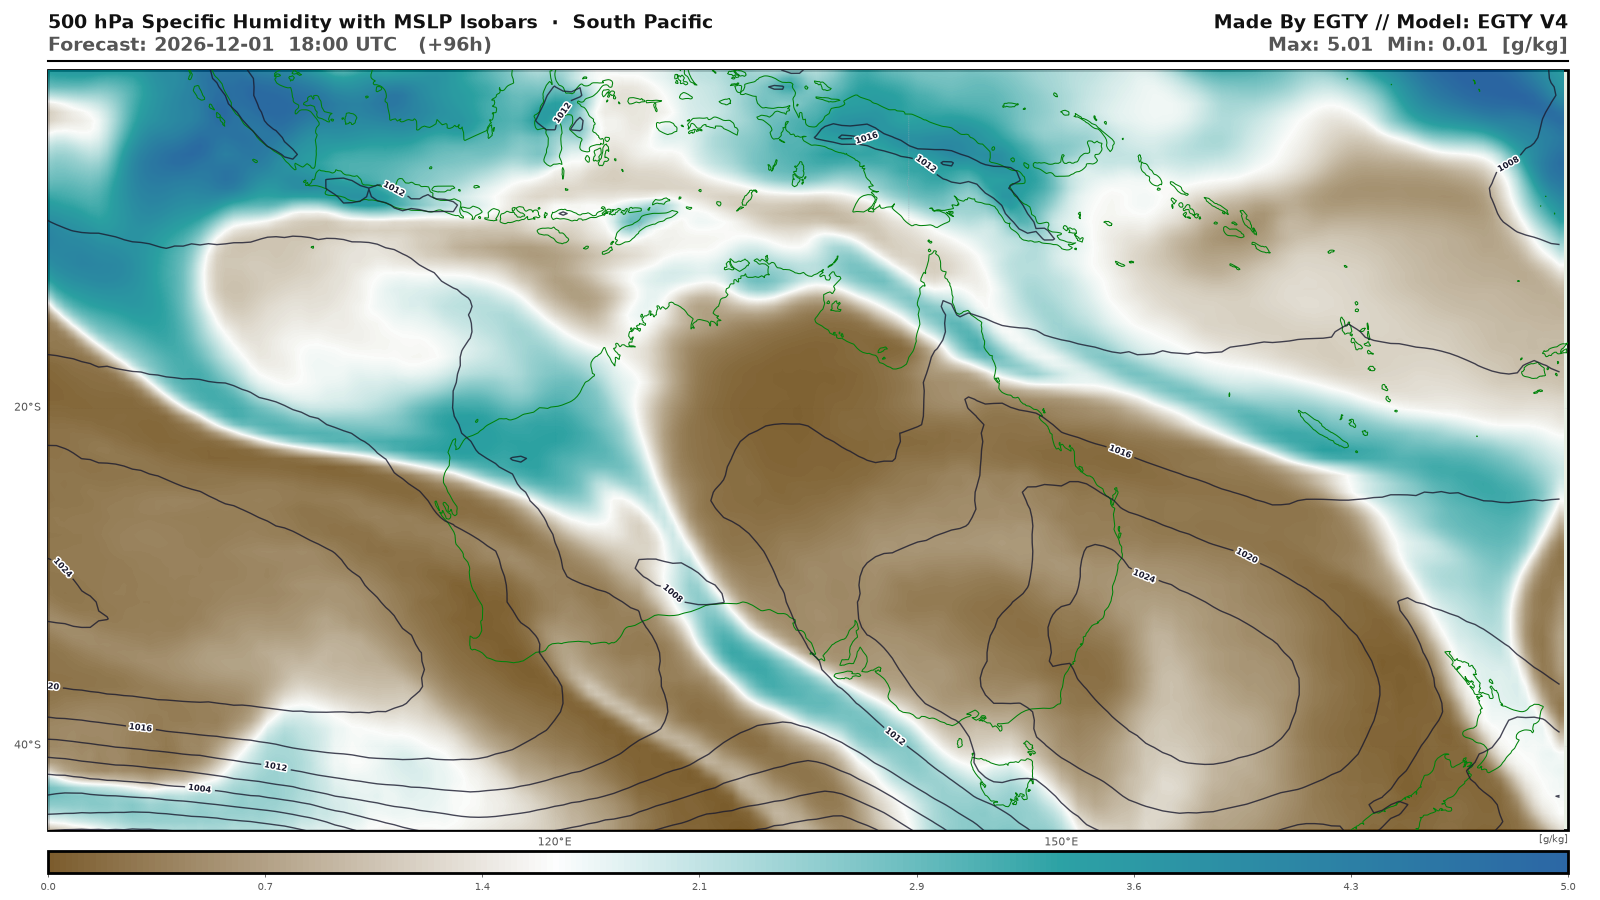 500 hPa Specific Humidity with MSLP Isobars · South Pacific
Made By EGTY // Model: EGTY V4
Forecast: 2026-12-01 18:00 UTC (+96h)
Max: 5.01 Min: 0.01 [g/kg]
1012
1016
1012
1008
1012
20°S
1016
1020
1024
1024
1008
20
1016
1012
40°S
1012
1004
120°E
150°E
[g/kg]
0.0
0.7
1.4
2.1
2.9
3.6
4.3
5.0